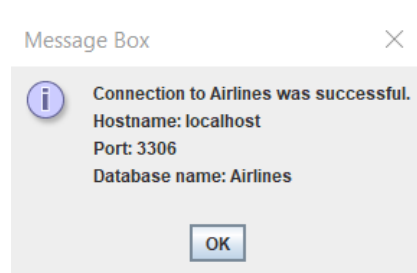 Message Box
Connection to Airlines was successful.
Hostname: localhost
Port: 3306
Database name: Airlines
OK